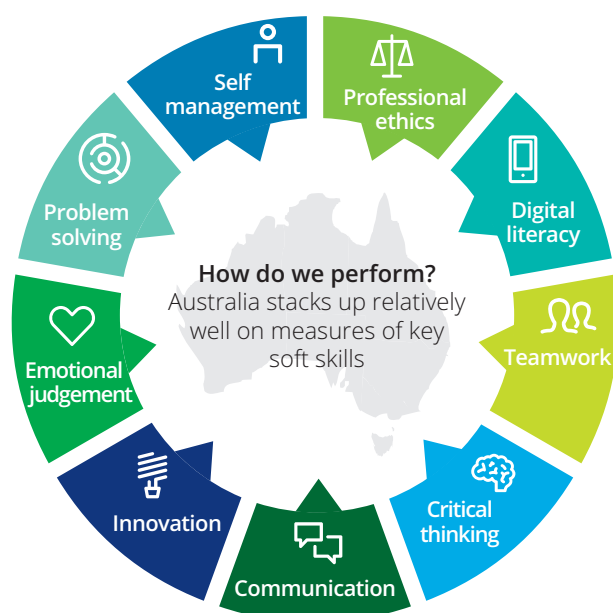 Self
management
Professional
ethics
Digital
literacy
Teamwork
Critical
thinking
Communication
Innovation
Emotional
judgement
Problem
solving
How do we perform?
Australia stacks up relatively
well on measures of key
soft skills